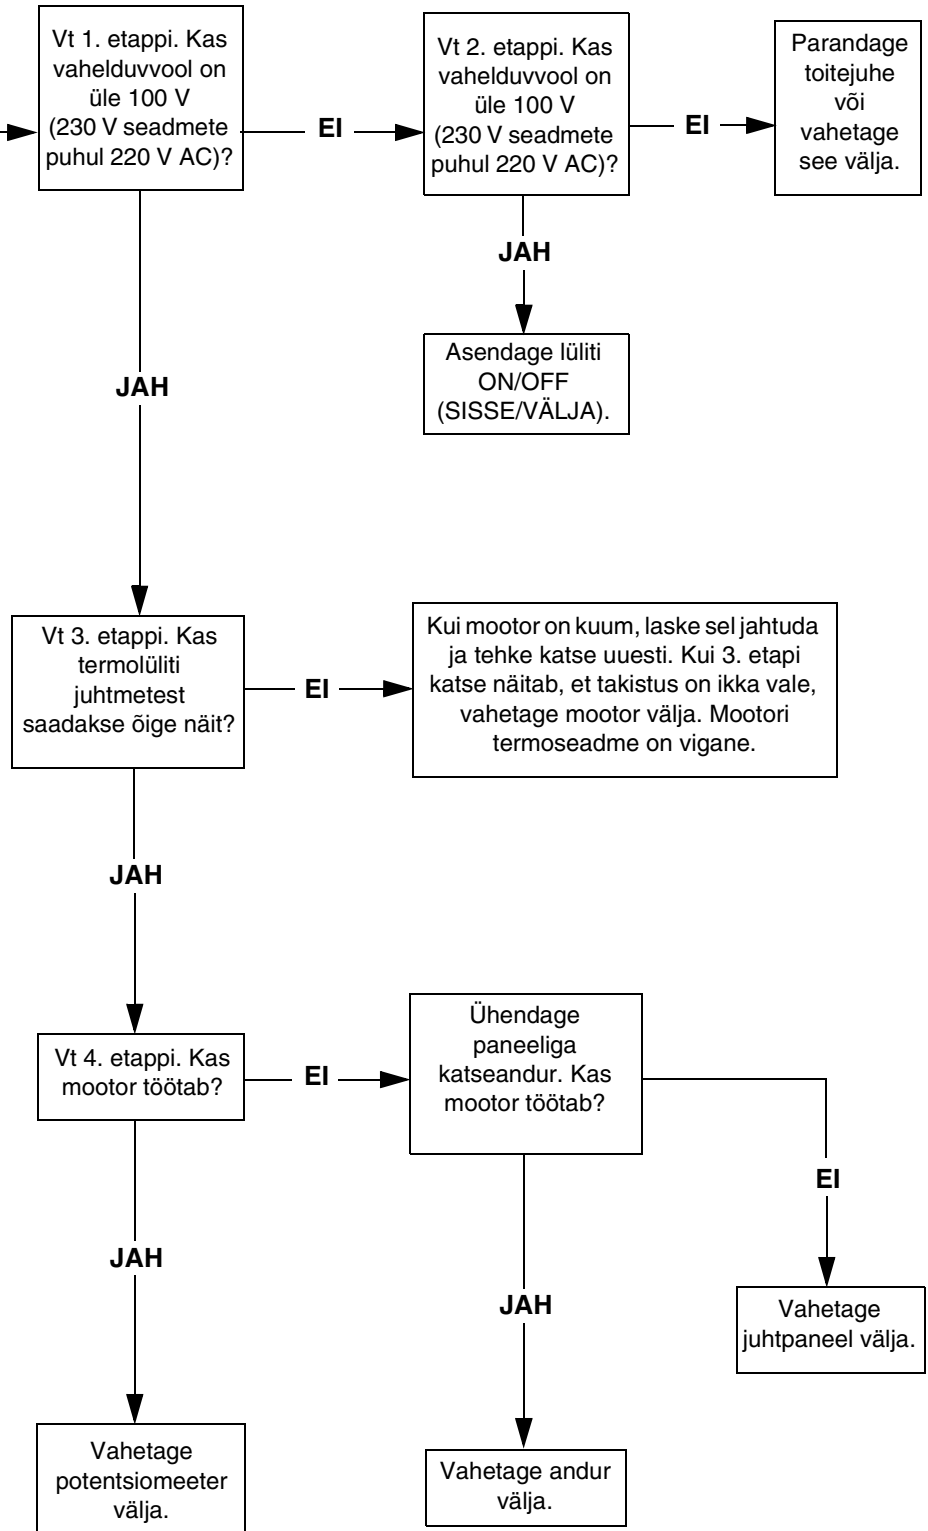 Vt 1. etappi. Kas
vahelduvvool on
üle 100 V
(230 V seadmete
puhul 220 V AC)?
EI
Vt 2. etappi. Kas
vahelduvvool on
üle 100 V
(230 V seadmete
puhul 220 V AC)?
EI
Parandage
toitejuhe
või
vahetage
see välja.
JAH
Asendage lüliti
ON/OFF
(SISSE/VÄLJA).
JAH
Vt 3. etappi. Kas
termolüliti
juhtmetest
saadakse õige näit?
EI
Kui mootor on kuum, laske sel jahtuda
ja tehke katse uuesti. Kui 3. etapi
katse näitab, et takistus on ikka vale,
vahetage mootor välja. Mootori
termoseadme on vigane.
JAH
Vt 4. etappi. Kas
mootor töötab?
EI
Ühendage
paneeliga
katseandur. Kas
mootor töötab?
EI
JAH
JAH
Vahetage
juhtpaneel välja.
Vahetage
potentsiomeeter
välja.
Vahetage andur
välja.